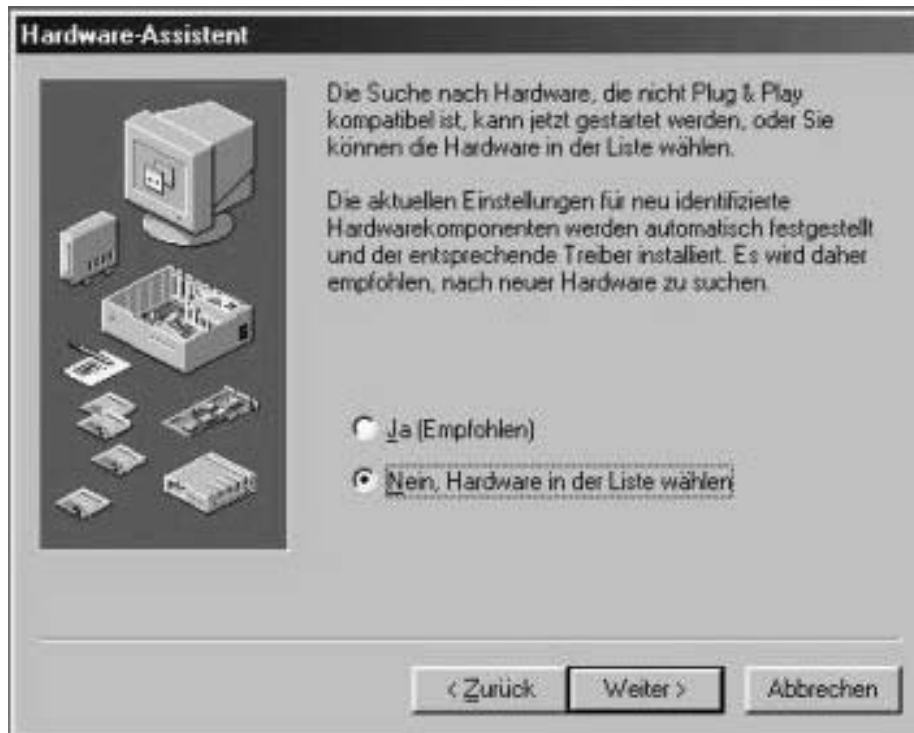 Hardware-Assistent
Die Suche nach Hardware, die nicht Plug & Play
kompatibel ist, kann jetzt gestartet werden, oder Sie
können die Hardware in der Liste wählen.
Die aktuellen Einstellungen für neu identifizierte
Hardwarekomponenten werden automatisch festgestellt
und der entsprechende Treiber installiert. Es wird daher
empfohlen, nach neuer Hardware zu suchen.
Ja (Empfohlen)
Nein, Hardware in der Liste wählen
< Zurück
Weiter >
Abbrechen